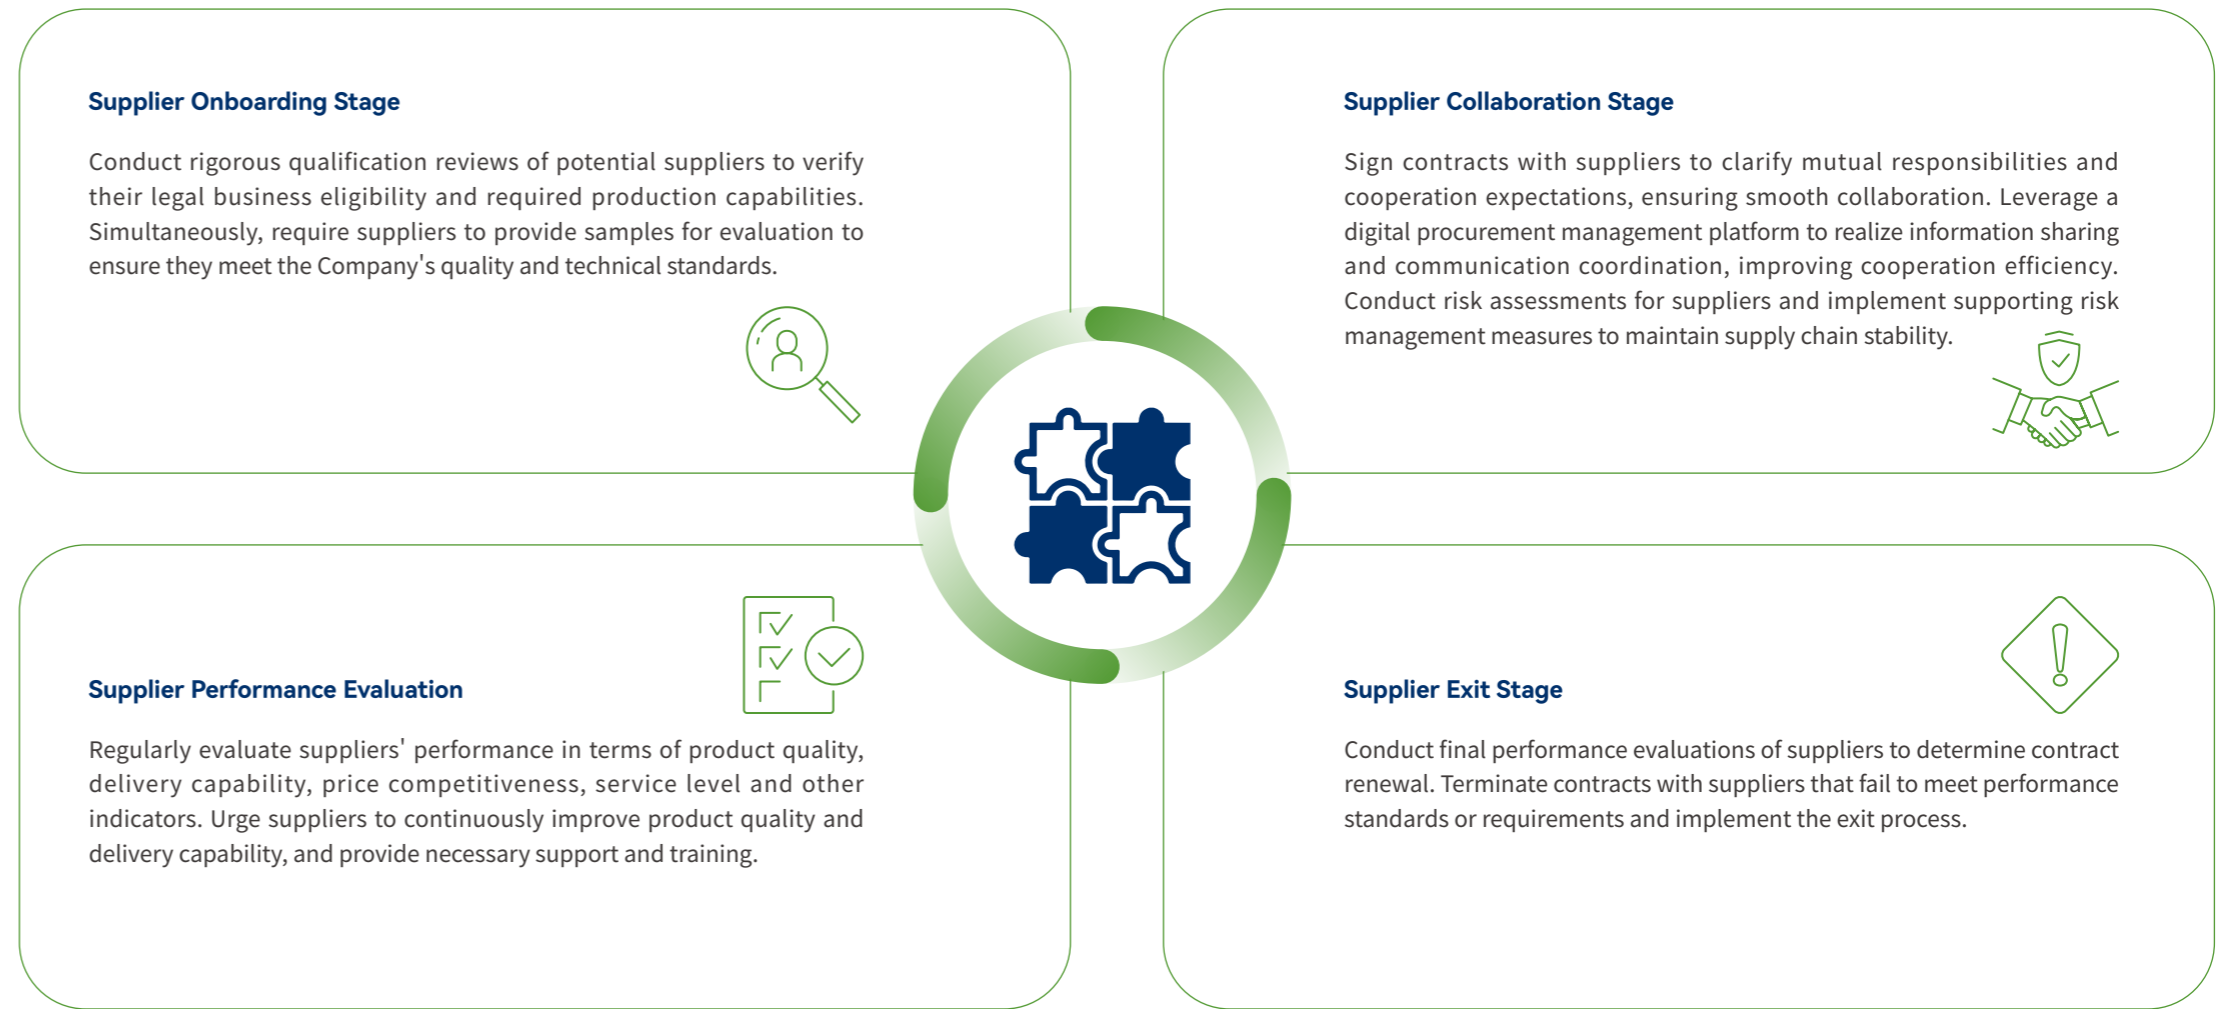 Supplier Onboarding Stage
Conduct rigorous qualification reviews of potential suppliers to verify
their legal business eligibility and required production capabilities.
Simultaneously, require suppliers to provide samples for evaluation to
ensure they meet the Company's quality and technical standards.
Supplier Collaboration Stage
Sign contracts with suppliers to clarify mutual responsibilities and
cooperation expectations, ensuring smooth collaboration. Leverage a
digital procurement management platform to realize information sharing
and communication coordination, improving cooperation efficiency.
Conduct risk assessments for suppliers and implement supporting risk
management measures to maintain supply chain stability.
Supplier Performance Evaluation
Regularly evaluate suppliers' performance in terms of product quality,
delivery capability, price competitiveness, service level and other
indicators. Urge suppliers to continuously improve product quality and
delivery capability, and provide necessary support and training.
Supplier Exit Stage
Conduct final performance evaluations of suppliers to determine contract
renewal. Terminate contracts with suppliers that fail to meet performance
standards or requirements and implement the exit process.